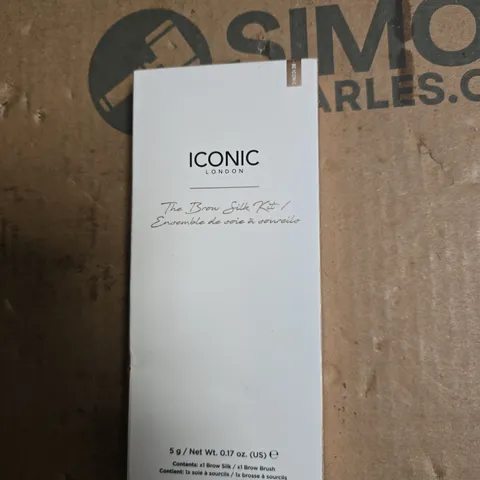 SIMO
ARLES.C
ICONIC
LONDON
The Brow Silk Kit /
Ensemble de soie à sourcils
5 g / Net Wt. 0.17 oz. (US) ℮
Contents: x1 Brow Silk / x1 Brow Brush
Contient: 1x soie à sourcils / 1x brosse à sourcils